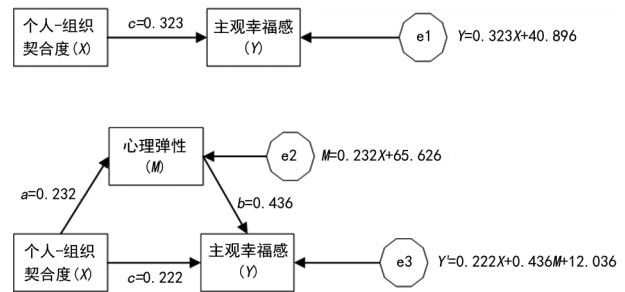 个人-组织
契合度(X)
c=0.323
主观幸福感
(Y)
e1
Y=0.323X+40.896
心理弹性
(M)
e2
M=0.232X+65.626
a=0.232
b=0.436
个人-组织
契合度(X)
c=0.222
主观幸福感
(Y)
e3
Y'=0.222X+0.436M+12.036